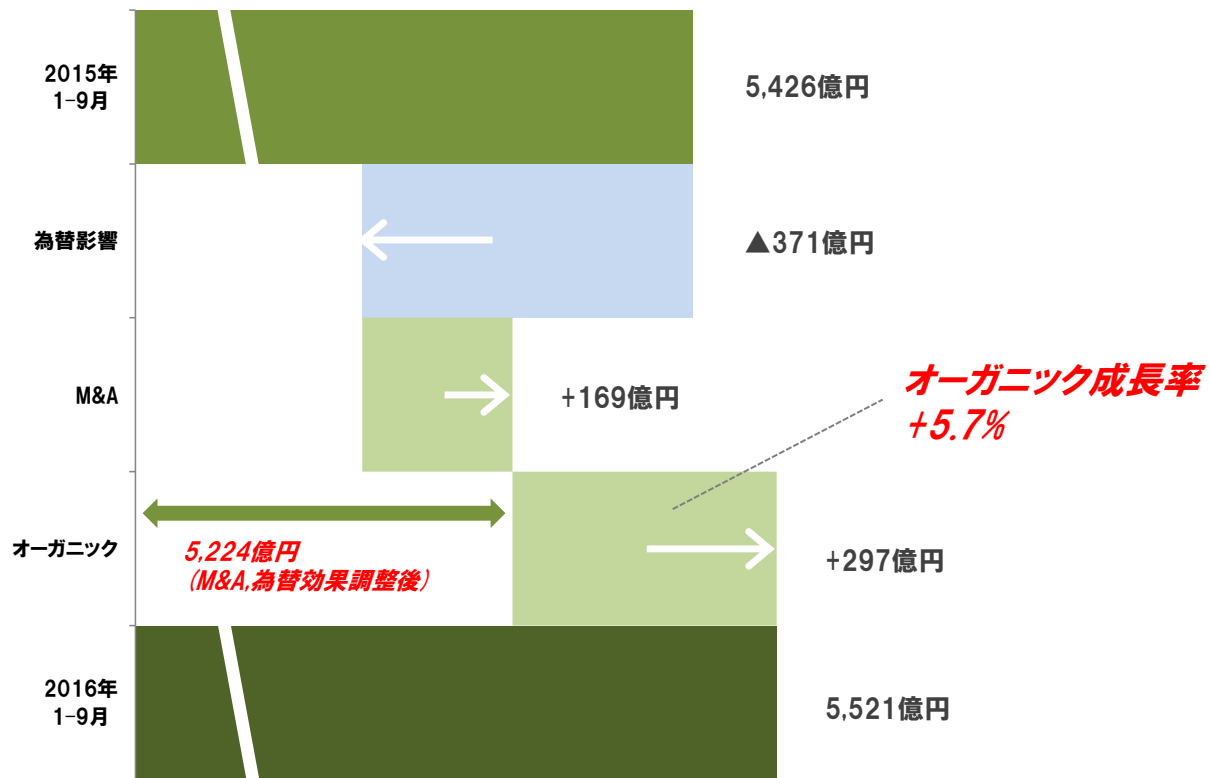 2015年
1-9月
5,426億円
為替影響
▲371億円
M&A
+169億円
オーガニック成長率
+5.7%
オーガニック
5,224億円
(M&A,為替効果調整後)
+297億円
2016年
1-9月
5,521億円